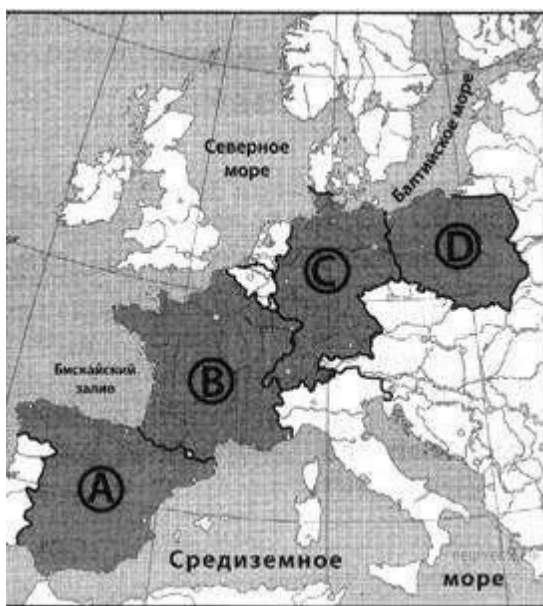 Северное
море
Балтийское море
D
C
Бискайский
залив
B
A
Средиземное
море